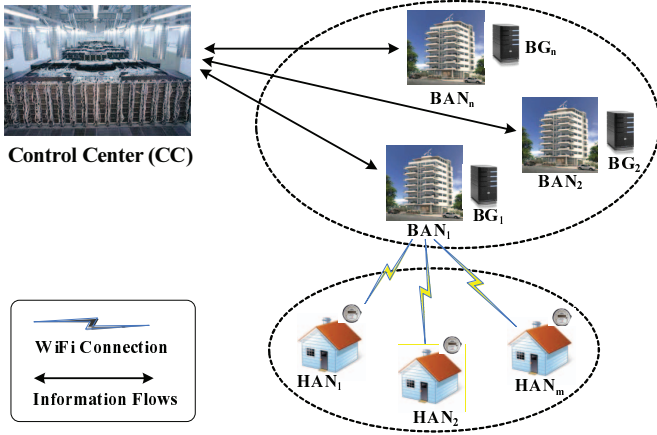 BGₙ
BANₙ
Control Center (CC)
BAN₂
BG₂
BG₁
BAN₁
WiFi Connection
Information Flows
HAN₁
HAN₂
HANₘ